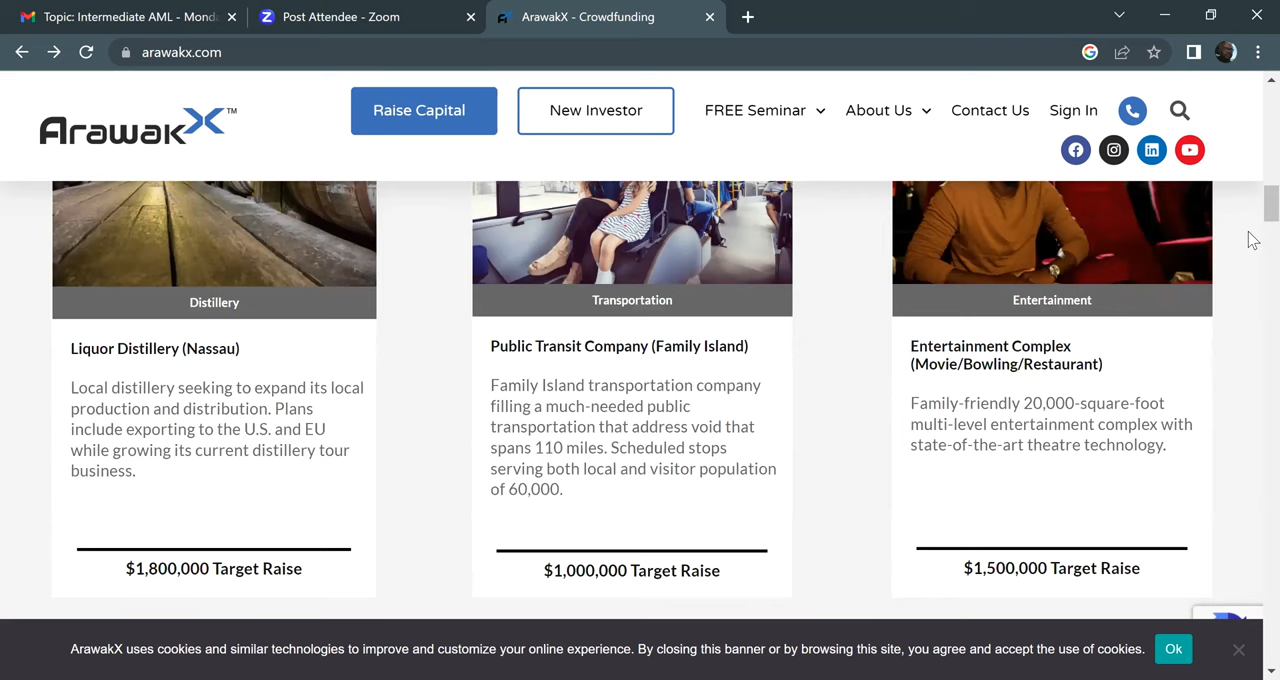 Topic: Intermediate AML - Monda
Post Attendee - Zoom
ArawakX - Crowdfunding
arawakx.com
ArawakX™
Raise Capital
New Investor
FREE Seminar
About Us
Contact Us
Sign In
Distillery
Transportation
Entertainment
Liquor Distillery (Nassau)
Local distillery seeking to expand its local
production and distribution. Plans
include exporting to the U.S. and EU
while growing its current distillery tour
business.
$1,800,000 Target Raise
Public Transit Company (Family Island)
Family Island transportation company
filling a much-needed public
transportation that address void that
spans 110 miles. Scheduled stops
serving both local and visitor population
of 60,000.
$1,000,000 Target Raise
Entertainment Complex
(Movie/Bowling/Restaurant)
Family-friendly 20,000-square-foot
multi-level entertainment complex with
state-of-the-art theatre technology.
$1,500,000 Target Raise
ArawakX uses cookies and similar technologies to improve and customize your online experience. By closing this banner or by browsing this site, you agree and accept the use of cookies.
Ok